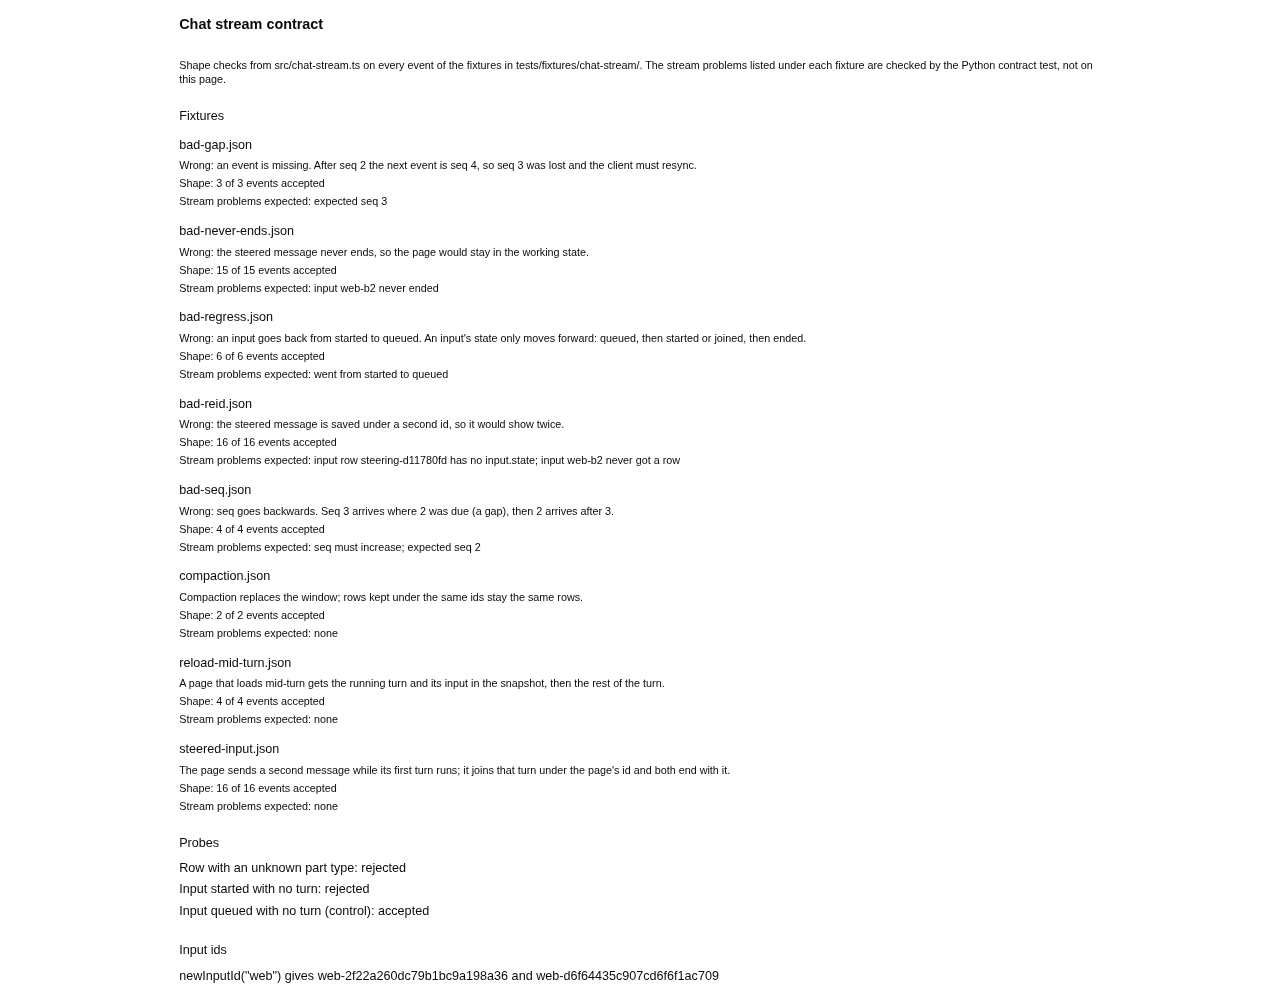 Chat stream contract
Shape checks from src/chat-stream.ts on every event of the fixtures in tests/fixtures/chat-stream/. The stream problems listed under each fixture are checked by the Python contract test, not on
this page.
Fixtures
bad-gap.json
Wrong: an event is missing. After seq 2 the next event is seq 4, so seq 3 was lost and the client must resync.
Shape: 3 of 3 events accepted
Stream problems expected: expected seq 3
bad-never-ends.json
Wrong: the steered message never ends, so the page would stay in the working state.
Shape: 15 of 15 events accepted
Stream problems expected: input web-b2 never ended
bad-regress.json
Wrong: an input goes back from started to queued. An input's state only moves forward: queued, then started or joined, then ended.
Shape: 6 of 6 events accepted
Stream problems expected: went from started to queued
bad-reid.json
Wrong: the steered message is saved under a second id, so it would show twice.
Shape: 16 of 16 events accepted
Stream problems expected: input row steering-d11780fd has no input.state; input web-b2 never got a row
bad-seq.json
Wrong: seq goes backwards. Seq 3 arrives where 2 was due (a gap), then 2 arrives after 3.
Shape: 4 of 4 events accepted
Stream problems expected: seq must increase; expected seq 2
compaction.json
Compaction replaces the window; rows kept under the same ids stay the same rows.
Shape: 2 of 2 events accepted
Stream problems expected: none
reload-mid-turn.json
A page that loads mid-turn gets the running turn and its input in the snapshot, then the rest of the turn.
Shape: 4 of 4 events accepted
Stream problems expected: none
steered-input.json
The page sends a second message while its first turn runs; it joins that turn under the page's id and both end with it.
Shape: 16 of 16 events accepted
Stream problems expected: none
Probes
Row with an unknown part type: rejected
Input started with no turn: rejected
Input queued with no turn (control): accepted
Input ids
newInputId("web") gives web-2f22a260dc79b1bc9a198a36 and web-d6f64435c907cd6f6f1ac709